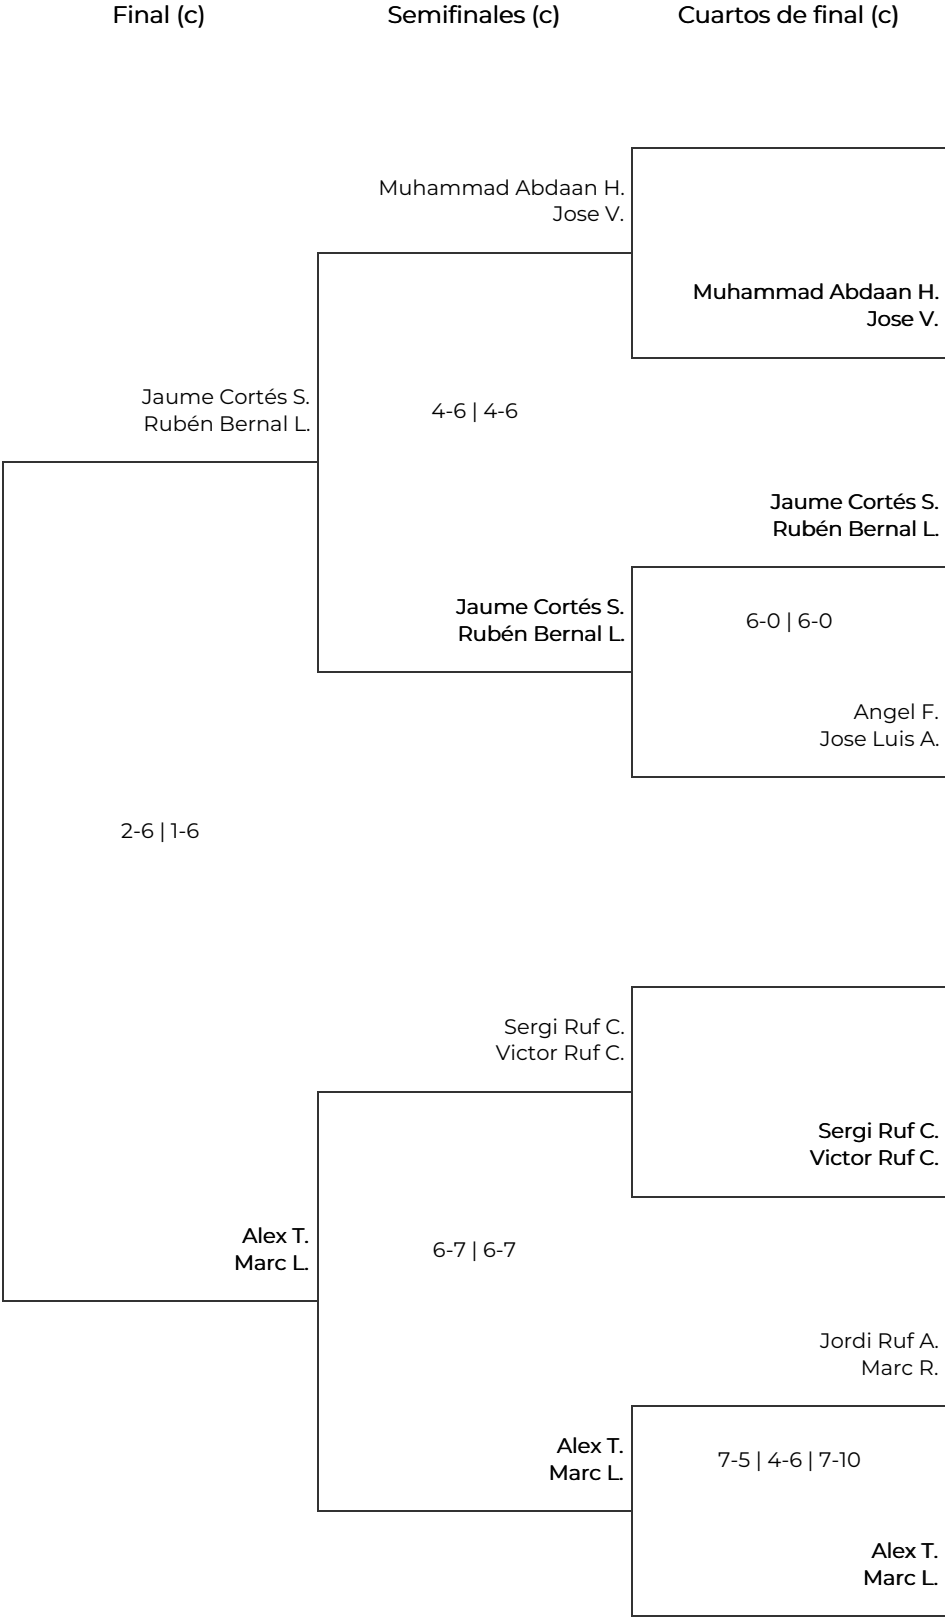 Final (c)
Semifinales (c)
Cuartos de final (c)
Muhammad Abdaan H.
Jose V.
Muhammad Abdaan H.
Jose V.
Jaume Cortés S.
Rubén Bernal L.
4-6 | 4-6
Jaume Cortés S.
Rubén Bernal L.
Jaume Cortés S.
Rubén Bernal L.
6-0 | 6-0
Angel F.
Jose Luis A.
2-6 | 1-6
Sergi Ruf C.
Victor Ruf C.
Sergi Ruf C.
Victor Ruf C.
Alex T.
Marc L.
6-7 | 6-7
Jordi Ruf A.
Marc R.
Alex T.
Marc L.
7-5 | 4-6 | 7-10
Alex T.
Marc L.